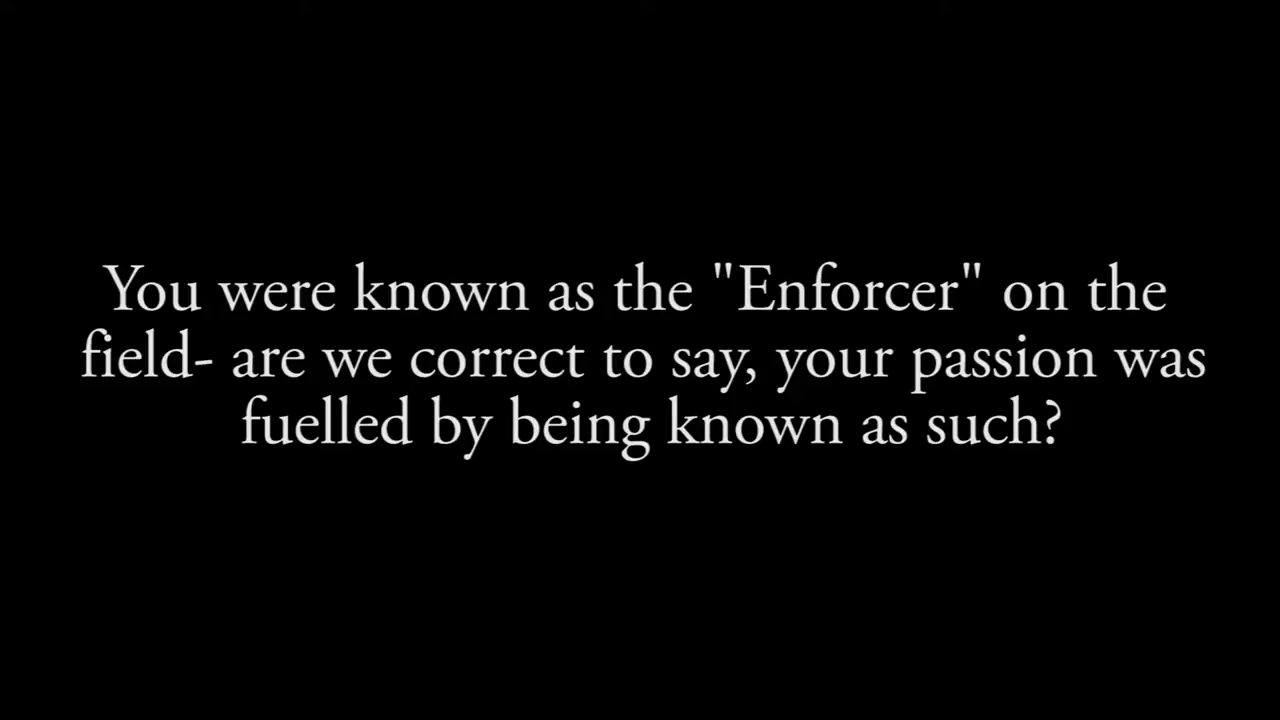 You were known as the "Enforcer" on the
field- are we correct to say, your passion was
fuelled by being known as such?